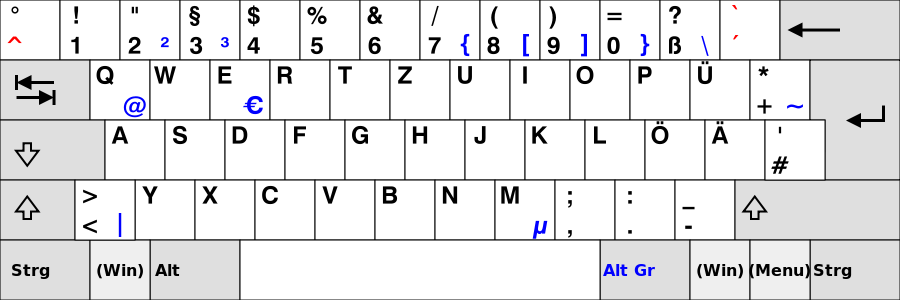 ° ! " § $ % & / ( ) = ? `
^ 1 2 ² 3 ³ 4 5 6 7 { 8 [ 9 ] 0 } ß \ ´
Q W E R T Z U I O P Ü *
@ € + ~
A S D F G H J K L Ö Ä '
#
> Y X C V B N M ; : _
< | µ , . -
Strg (Win) Alt Alt Gr (Win) (Menu) Strg